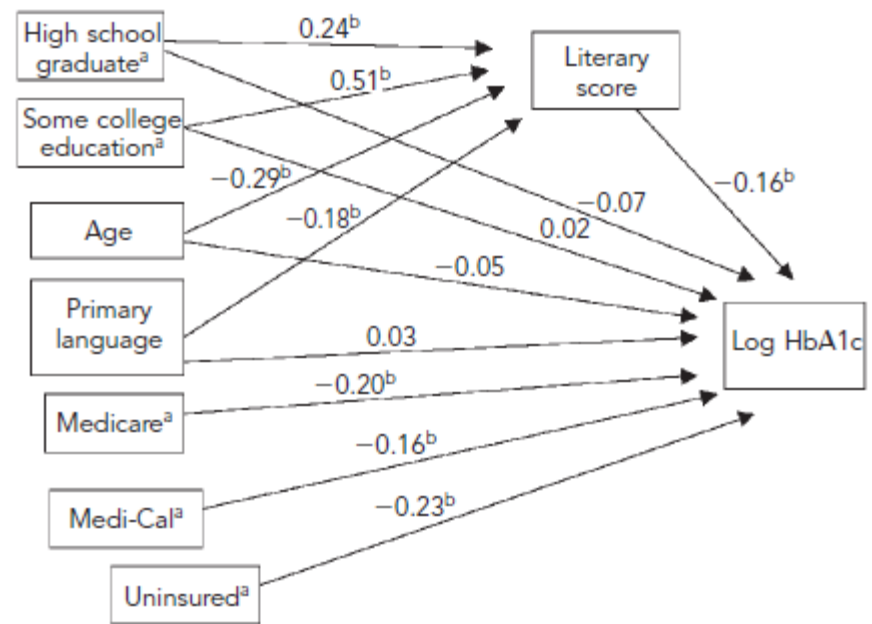 High school
graduateᵃ
0.24ᵇ
Literary
score
0.51ᵇ
Some college
educationᵃ
−0.29ᵇ
−0.16ᵇ
−0.07
−0.18ᵇ
0.02
Age
−0.05
Primary
language
0.03
Log HbA1c
−0.20ᵇ
Medicareᵃ
−0.16ᵇ
Medi-Calᵃ
−0.23ᵇ
Uninsuredᵃ